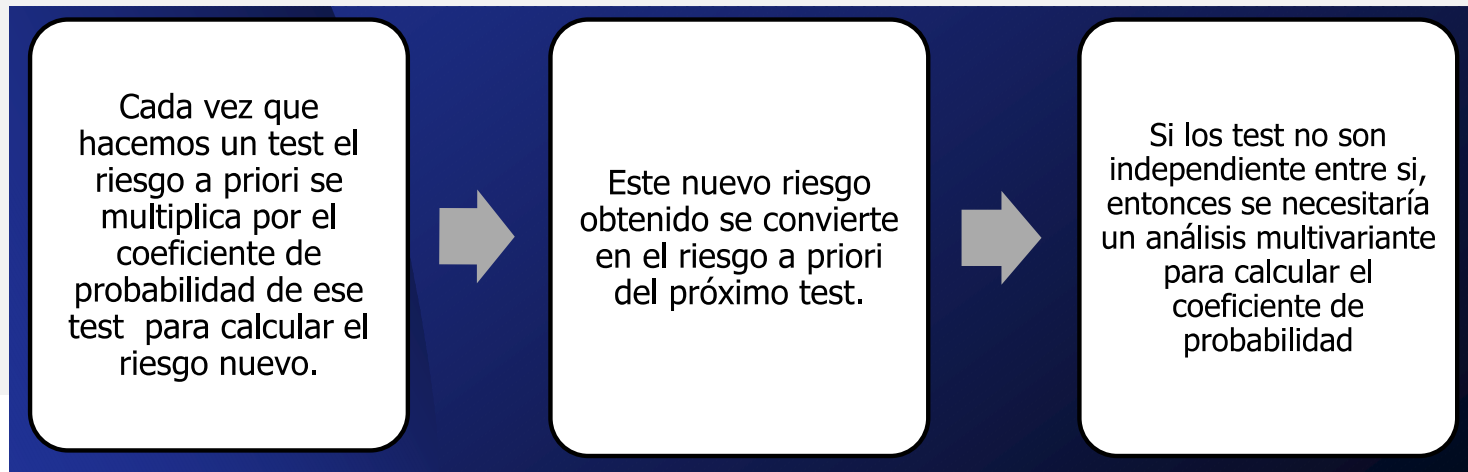 Cada vez que
hacemos un test el
riesgo a priori se
multiplica por el
coeficiente de
probabilidad de ese
test para calcular el
riesgo nuevo.
Este nuevo riesgo
obtenido se convierte
en el riesgo a priori
del próximo test.
Si los test no son
independiente entre si,
entonces se necesitaría
un análisis multivariante
para calcular el
coeficiente de
probabilidad